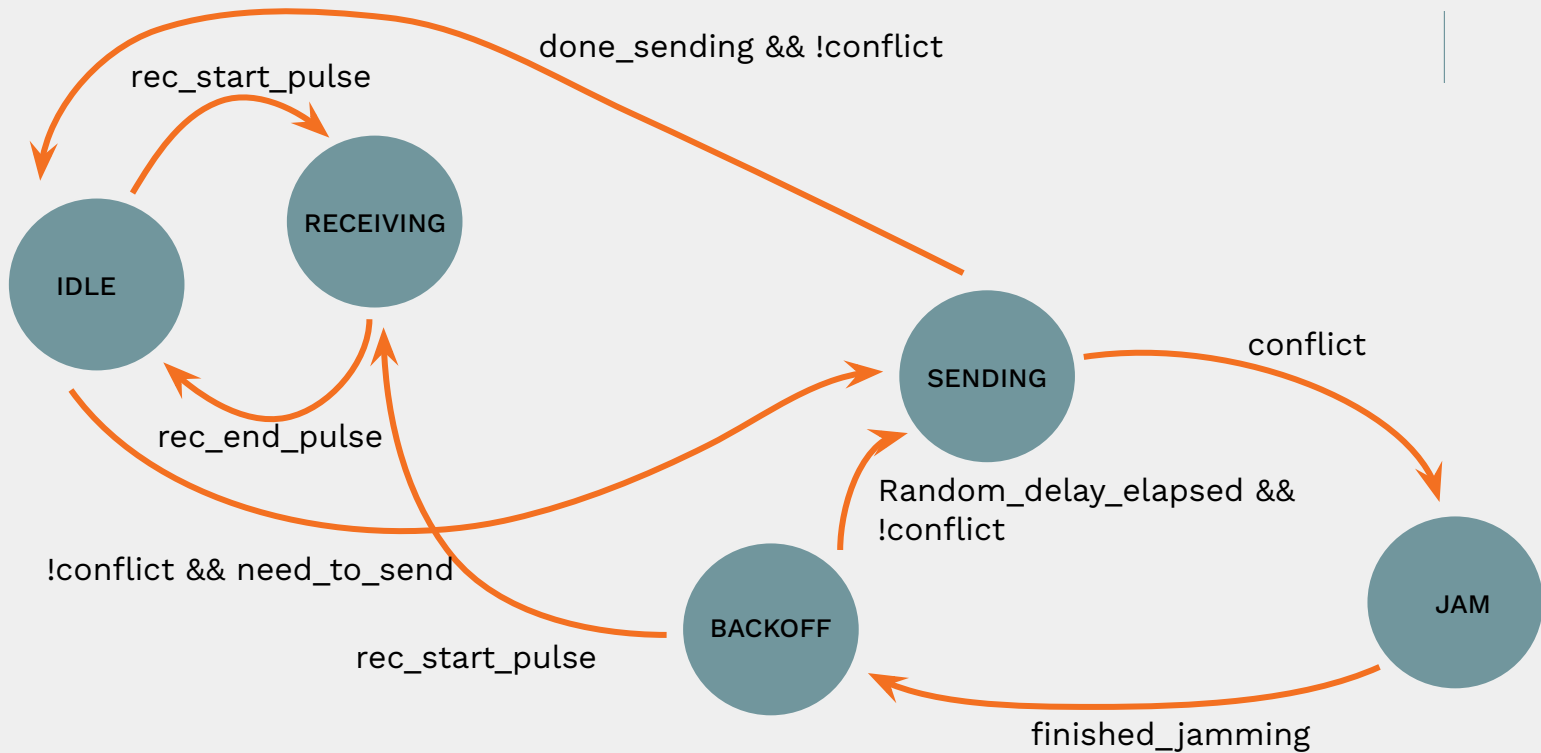 done_sending && !conflict
rec_start_pulse
RECEIVING
IDLE
conflict
SENDING
rec_end_pulse
Random_delay_elapsed &&
!conflict
!conflict && need_to_send
JAM
BACKOFF
rec_start_pulse
finished_jamming